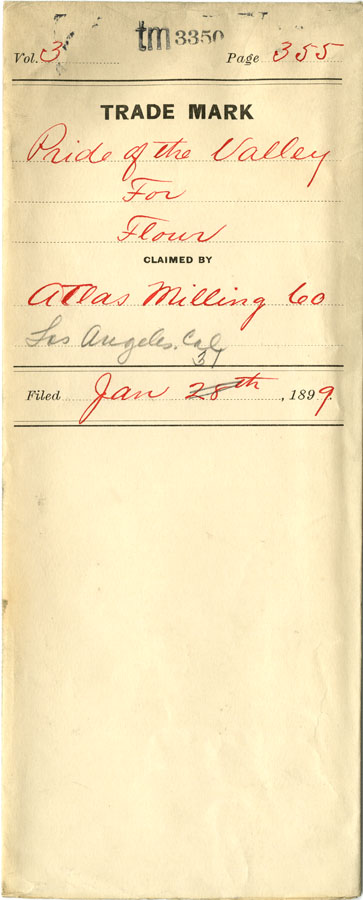 tm 3350
Vol. 3 Page 355
TRADE MARK
Pride of the Valley
For
Flour
CLAIMED BY
Atlas Milling Co
Los Angeles, Cal
31
Filed Jan 28th, 1899.